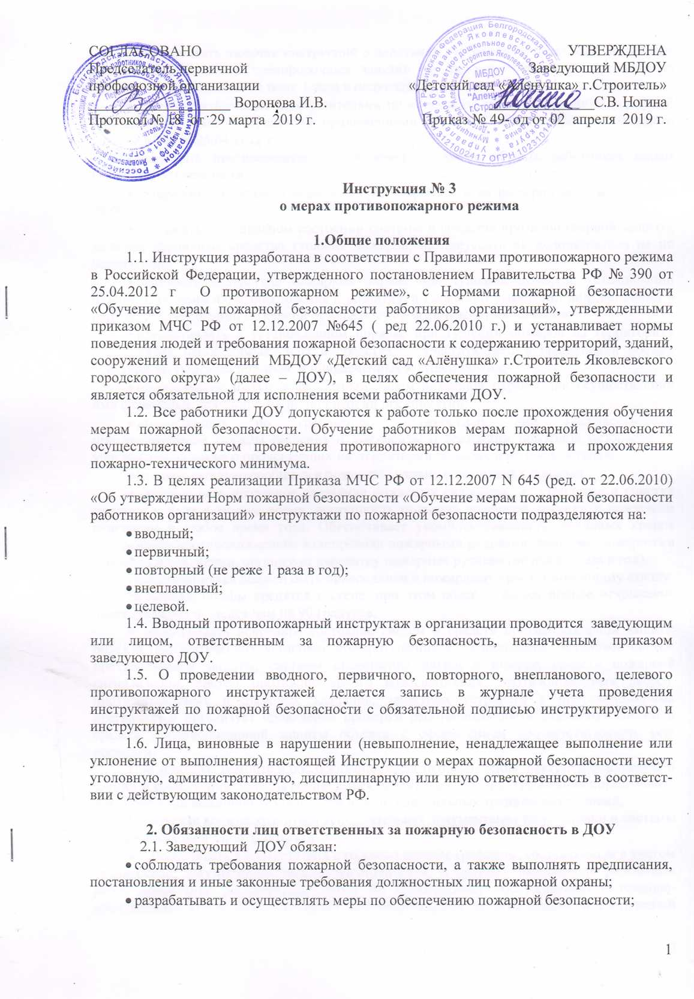 СОГЛАСОВАНО
Председатель первичной
профсоюзной организации
Воронова И.В.
Протокол № 18 от 29 марта 2019 г.
УТВЕРЖДЕНА
Заведующий МБДОУ
«Детский сад «Аленушка» г.Строитель»
С.В. Ногина
Приказ № 49- од от 02 апреля 2019 г.
Инструкция № 3
о мерах противопожарного режима
1.Общие положения
1.1. Инструкция разработана в соответствии с Правилами противопожарного режима
в Российской Федерации, утвержденного постановлением Правительства РФ № 390 от
25.04.2012 г О противопожарном режиме», с Нормами пожарной безопасности
«Обучение мерам пожарной безопасности работников организаций», утвержденными
приказом МЧС РФ от 12.12.2007 №645 ( ред 22.06.2010 г.) и устанавливает нормы
поведения людей и требования пожарной безопасности к содержанию территорий, зданий,
сооружений и помещений МБДОУ «Детский сад «Алёнушка» г.Строитель Яковлевского
городского округа» (далее – ДОУ), в целях обеспечения пожарной безопасности и
является обязательной для исполнения всеми работниками ДОУ.
1.2. Все работники ДОУ допускаются к работе только после прохождения обучения
мерам пожарной безопасности. Обучение работников мерам пожарной безопасности
осуществляется путем проведения противопожарного инструктажа и прохождения
пожарно-технического минимума.
1.3. В целях реализации Приказа МЧС РФ от 12.12.2007 N 645 (ред. от 22.06.2010)
«Об утверждении Норм пожарной безопасности «Обучение мерам пожарной безопасности
работников организаций» инструктажи по пожарной безопасности подразделяются на:
• вводный;
• первичный;
• повторный (не реже 1 раза в год);
• внеплановый;
• целевой.
1.4. Вводный противопожарный инструктаж в организации проводится заведующим
или лицом, ответственным за пожарную безопасность, назначенным приказом
заведующего ДОУ.
1.5. О проведении вводного, первичного, повторного, внепланового, целевого
противопожарного инструктажей делается запись в журнале учета проведения
инструктажей по пожарной безопасности с обязательной подписью инструктируемого и
инструктирующего.
1.6. Лица, виновные в нарушении (невыполнение, ненадлежащее выполнение или
уклонение от выполнения) настоящей Инструкции о мерах пожарной безопасности несут
уголовную, административную, дисциплинарную или иную ответственность в соответст-
вии с действующим законодательством РФ.
2. Обязанности лиц ответственных за пожарную безопасность в ДОУ
2.1. Заведующий ДОУ обязан:
• соблюдать требования пожарной безопасности, а также выполнять предписания,
постановления и иные законные требования должностных лиц пожарной охраны;
• разрабатывать и осуществлять меры по обеспечению пожарной безопасности;
1